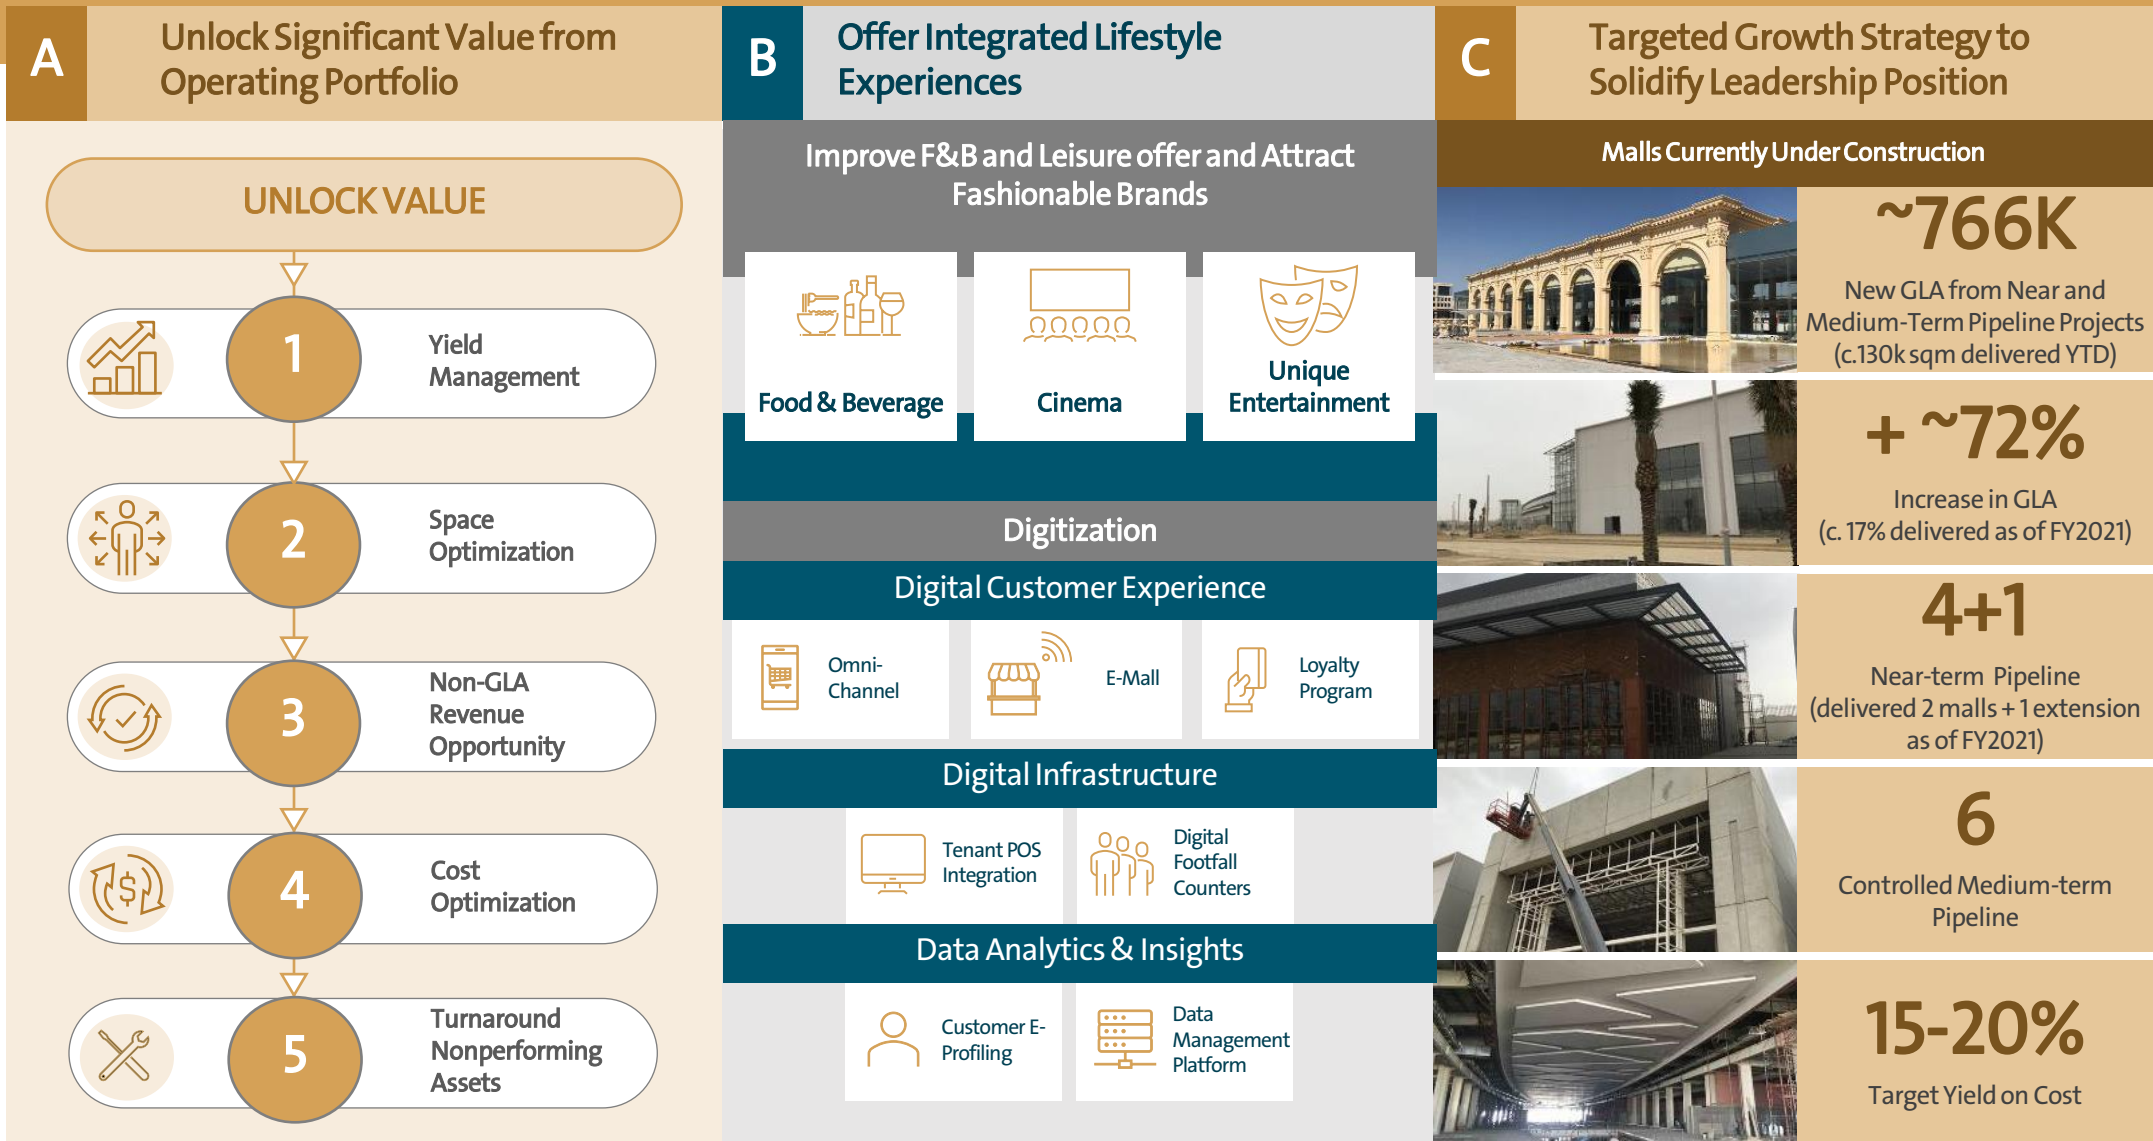 A
Unlock Significant Value from
Operating Portfolio
UNLOCK VALUE
1
Yield
Management
2
Space
Optimization
3
Non-GLA
Revenue
Opportunity
4
Cost
Optimization
5
Turnaround
Nonperforming
Assets
B
Offer Integrated Lifestyle
Experiences
Improve F&B and Leisure offer and Attract
Fashionable Brands
Food & Beverage
Cinema
Unique
Entertainment
Digitization
Digital Customer Experience
Omni-
Channel
E-Mall
Loyalty
Program
Digital Infrastructure
Tenant POS
Integration
Digital
Footfall
Counters
Data Analytics & Insights
Customer E-
Profiling
Data
Management
Platform
C
Targeted Growth Strategy to
Solidify Leadership Position
Malls Currently Under Construction
~766K
New GLA from Near and
Medium-Term Pipeline Projects
(c.130k sqm delivered YTD)
+ ~72%
Increase in GLA
(c. 17% delivered as of FY2021)
4+1
Near-term Pipeline
(delivered 2 malls + 1 extension
as of FY2021)
6
Controlled Medium-term
Pipeline
15-20%
Target Yield on Cost